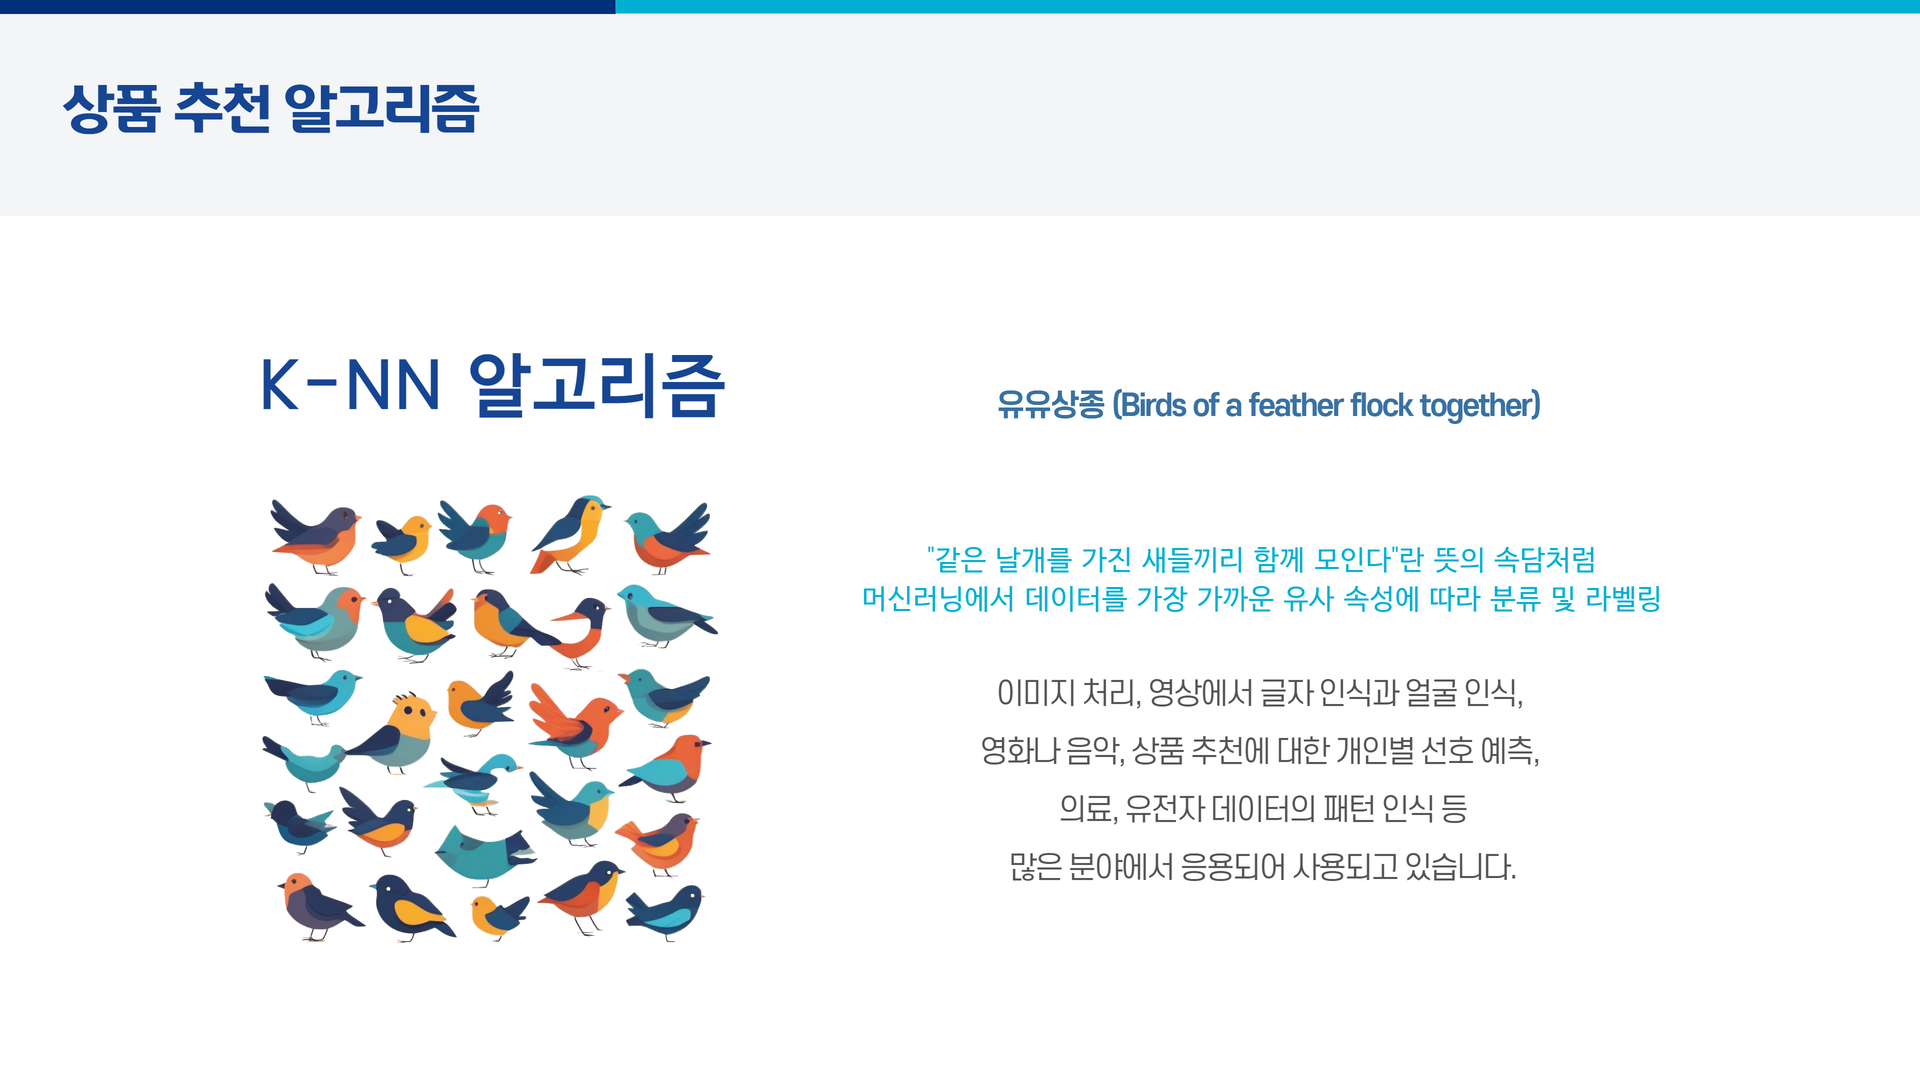 상품 추천 알고리즘
K-NN 알고리즘
유유상종 (Birds of a feather flock together)
"같은 날개를 가진 새들끼리 함께 모인다"란 뜻의 속담처럼
머신러닝에서 데이터를 가장 가까운 유사 속성에 따라 분류 및 라벨링
이미지 처리, 영상에서 글자 인식과 얼굴 인식,
영화나 음악, 상품 추천에 대한 개인별 선호 예측,
의료, 유전자 데이터의 패턴 인식 등
많은 분야에서 응용되어 사용되고 있습니다.